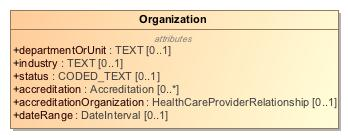 Organization
attributes
+departmentOrUnit : TEXT [0..1]
+industry : TEXT [0..1]
+status : CODED_TEXT [0..1]
+accreditation : Accreditation [0..*]
+accreditationOrganization : HealthCareProviderRelationship [0..1]
+dateRange : DateInterval [0..1]